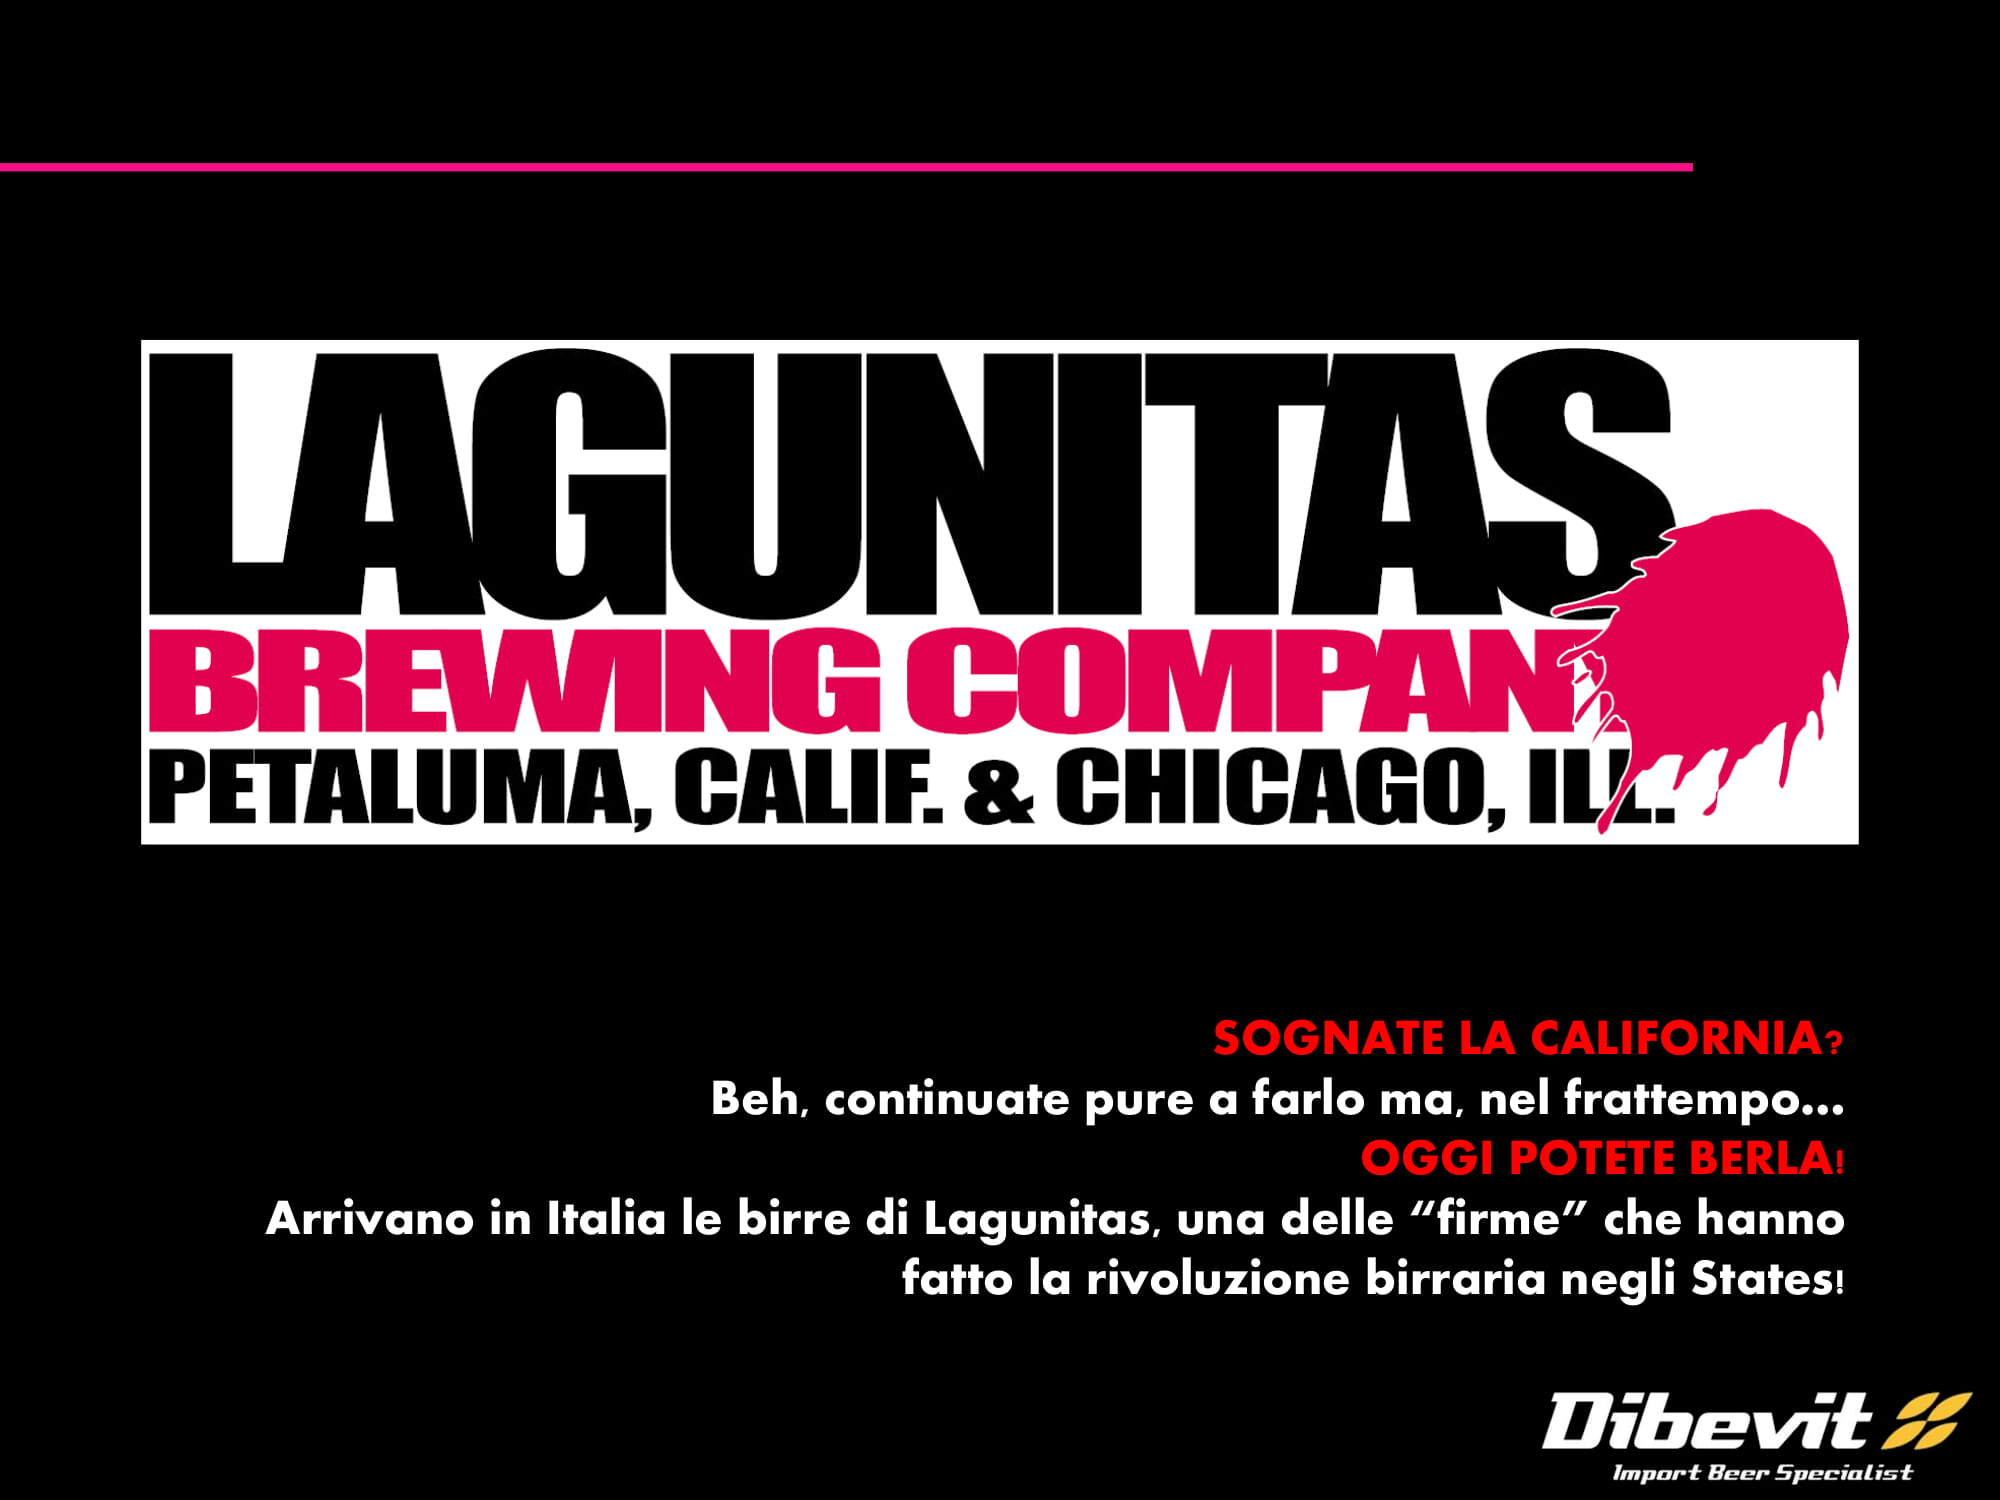 LAGUNITAS
BREWING COMPAN
PETALUMA, CALIF. & CHICAGO, ILL.
SOGNATE LA CALIFORNIA?
Beh, continuate pure a farlo ma, nel frattempo...
OGGI POTETE BERLA!
Arrivano in Italia le birre di Lagunitas, una delle “firme” che hanno
fatto la rivoluzione birraria negli States!
Dibevit
Import Beer Specialist